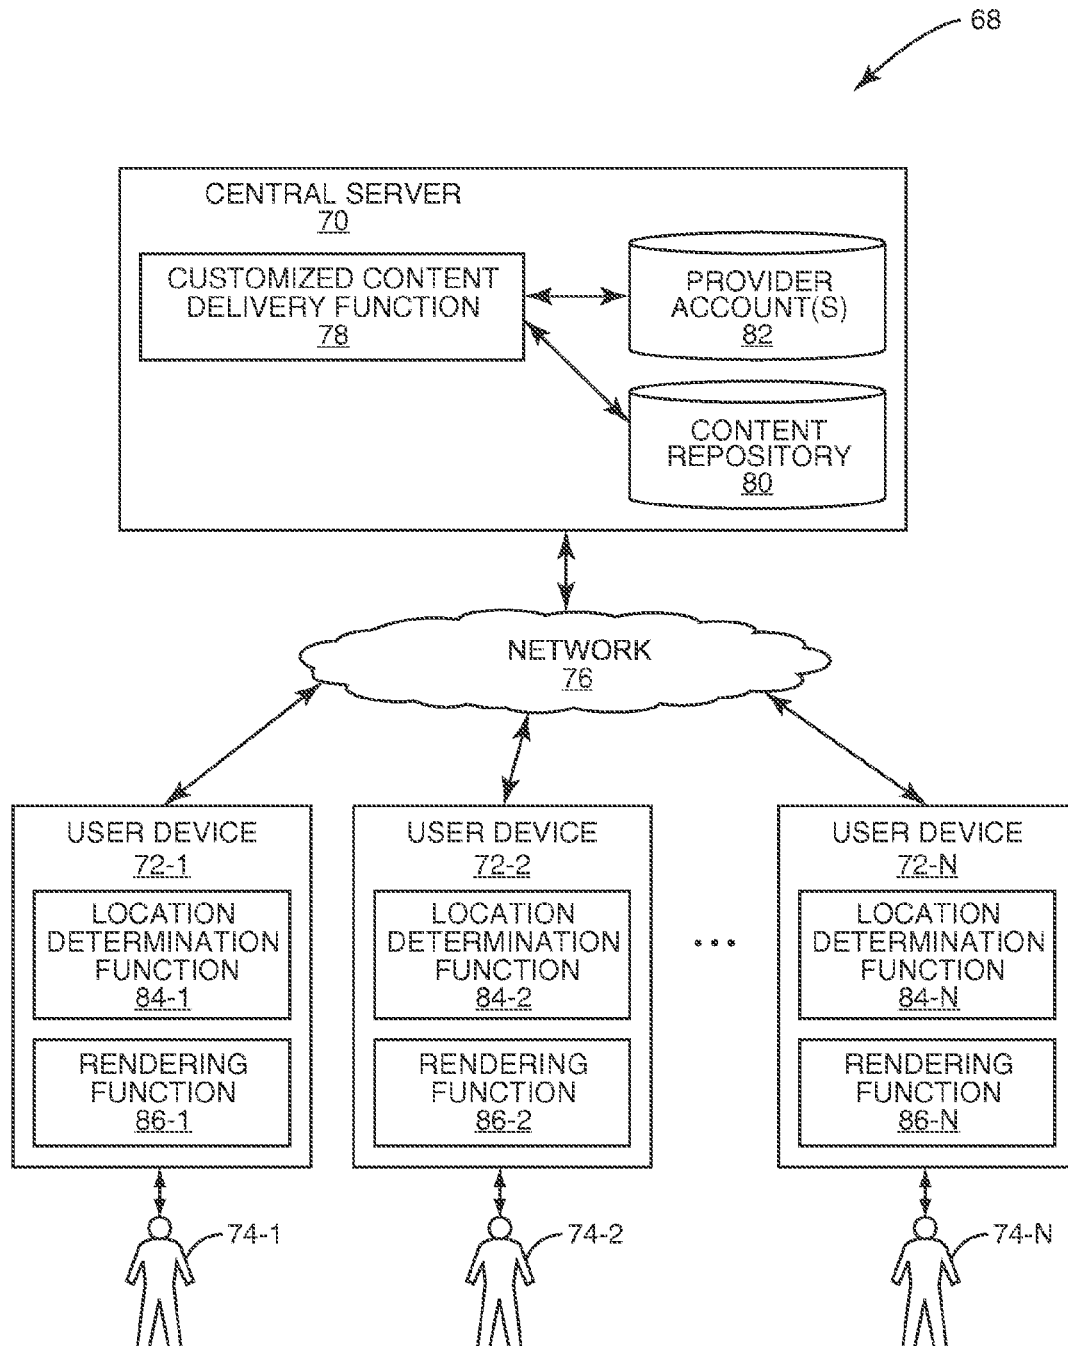 68
CENTRAL SERVER
70
CUSTOMIZED CONTENT
DELIVERY FUNCTION
78
PROVIDER
ACCOUNT(S)
82
CONTENT
REPOSITORY
80
NETWORK
76
USER DEVICE
72-1
LOCATION
DETERMINATION
FUNCTION
84-1
RENDERING
FUNCTION
86-1
74-1
USER DEVICE
72-2
LOCATION
DETERMINATION
FUNCTION
84-2
RENDERING
FUNCTION
86-2
74-2
• • •
USER DEVICE
72-N
LOCATION
DETERMINATION
FUNCTION
84-N
RENDERING
FUNCTION
86-N
74-N